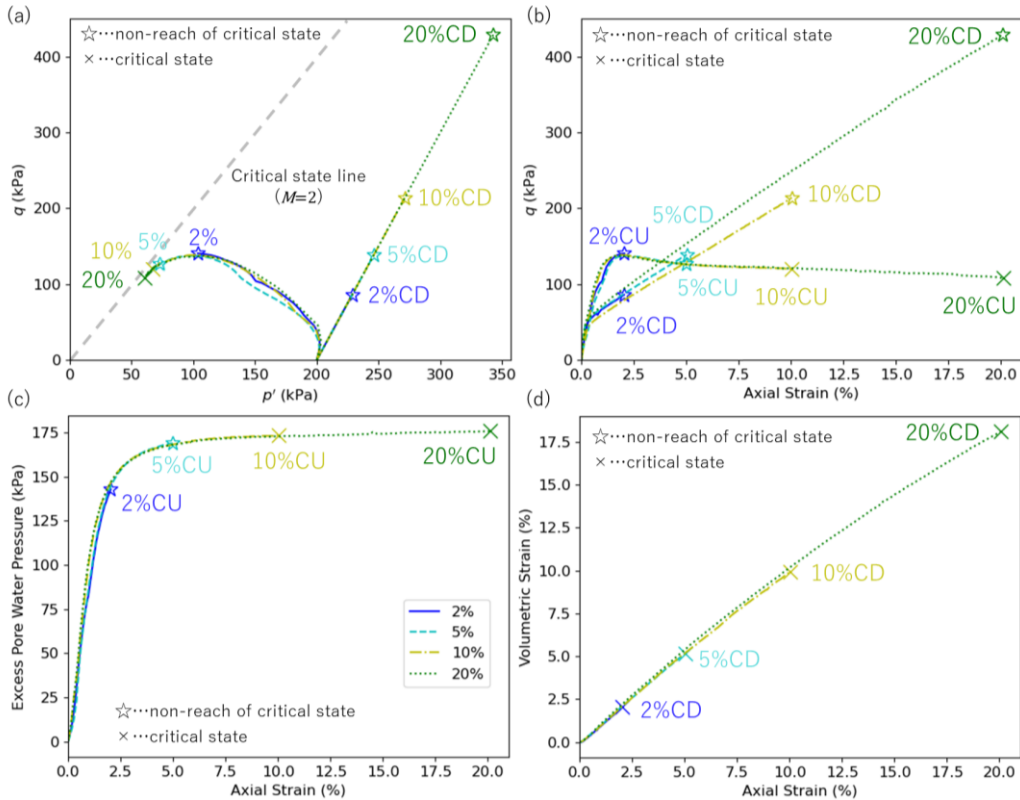 (a)
☆…non-reach of critical state
×…critical state
20%CD
Critical state line
(M=2)
10%CD
5%CD
2%CD
10%
5%
2%
20%
400
300
200
100
0
q (kPa)
0
50
100
150
200
250
300
350
p′ (kPa)
(b)
☆…non-reach of critical state
×…critical state
20%CD
10%CD
5%CD
2%CU
5%CU
2%CD
10%CU
20%CU
400
300
200
100
0
q (kPa)
0.0
2.5
5.0
7.5
10.0
12.5
15.0
17.5
20.0
Axial Strain (%)
(c)
175
150
125
100
75
50
25
0
Excess Pore Water Pressure (kPa)
5%CU
10%CU
20%CU
2%CU
2%
5%
10%
20%
☆…non-reach of critical state
×…critical state
0.0
2.5
5.0
7.5
10.0
12.5
15.0
17.5
20.0
Axial Strain (%)
(d)
☆…non-reach of critical state
×…critical state
20%CD
10%CD
5%CD
2%CD
17.5
15.0
12.5
10.0
7.5
5.0
2.5
0.0
Volumetric Strain (%)
0.0
2.5
5.0
7.5
10.0
12.5
15.0
17.5
20.0
Axial Strain (%)